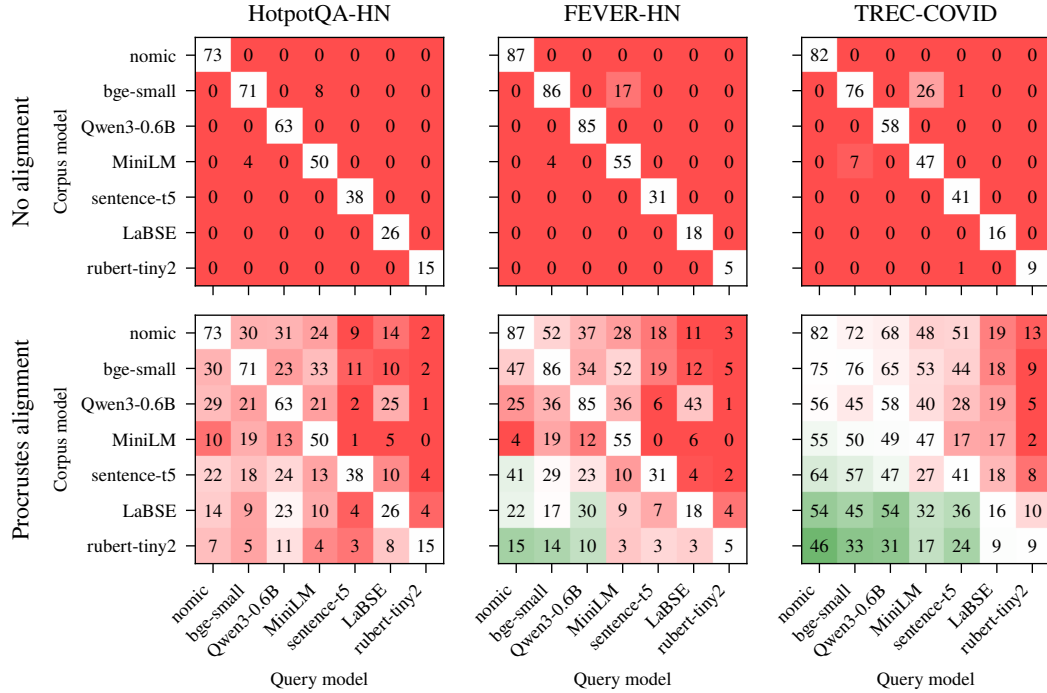 HotpotQA-HN FEVER-HN TREC-COVID
No alignment
Corpus model
nomic 73 0 0 0 0 0 0 87 0 0 0 0 0 0 82 0 0 0 0 0 0
bge-small 0 71 0 8 0 0 0 0 86 0 17 0 0 0 0 76 0 26 1 0 0
Qwen3-0.6B 0 0 63 0 0 0 0 0 0 85 0 0 0 0 0 0 58 0 0 0 0
MiniLM 0 4 0 50 0 0 0 0 4 0 55 0 0 0 0 7 0 47 0 0 0
sentence-t5 0 0 0 0 38 0 0 0 0 0 0 31 0 0 0 0 0 0 41 0 0
LaBSE 0 0 0 0 0 26 0 0 0 0 0 0 18 0 0 0 0 0 0 16 0
rubert-tiny2 0 0 0 0 0 0 15 0 0 0 0 0 0 5 0 0 0 0 1 0 9
Procrustes alignment
Corpus model
nomic 73 30 31 24 9 14 2 87 52 37 28 18 11 3 82 72 68 48 51 19 13
bge-small 30 71 23 33 11 10 2 47 86 34 52 19 12 5 75 76 65 53 44 18 9
Qwen3-0.6B 29 21 63 21 2 25 1 25 36 85 36 6 43 1 56 45 58 40 28 19 5
MiniLM 10 19 13 50 1 5 0 4 19 12 55 0 6 0 55 50 49 47 17 17 2
sentence-t5 22 18 24 13 38 10 4 41 29 23 10 31 4 2 64 57 47 27 41 18 8
LaBSE 14 9 23 10 4 26 4 22 17 30 9 7 18 4 54 45 54 32 36 16 10
rubert-tiny2 7 5 11 4 3 8 15 15 14 10 3 3 3 5 46 33 31 17 24 9 9
nomic bge-small Qwen3-0.6B MiniLM sentence-t5 LaBSE rubert-tiny2 nomic bge-small Qwen3-0.6B MiniLM sentence-t5 LaBSE rubert-tiny2 nomic bge-small Qwen3-0.6B MiniLM sentence-t5 LaBSE rubert-tiny2
Query model Query model Query model